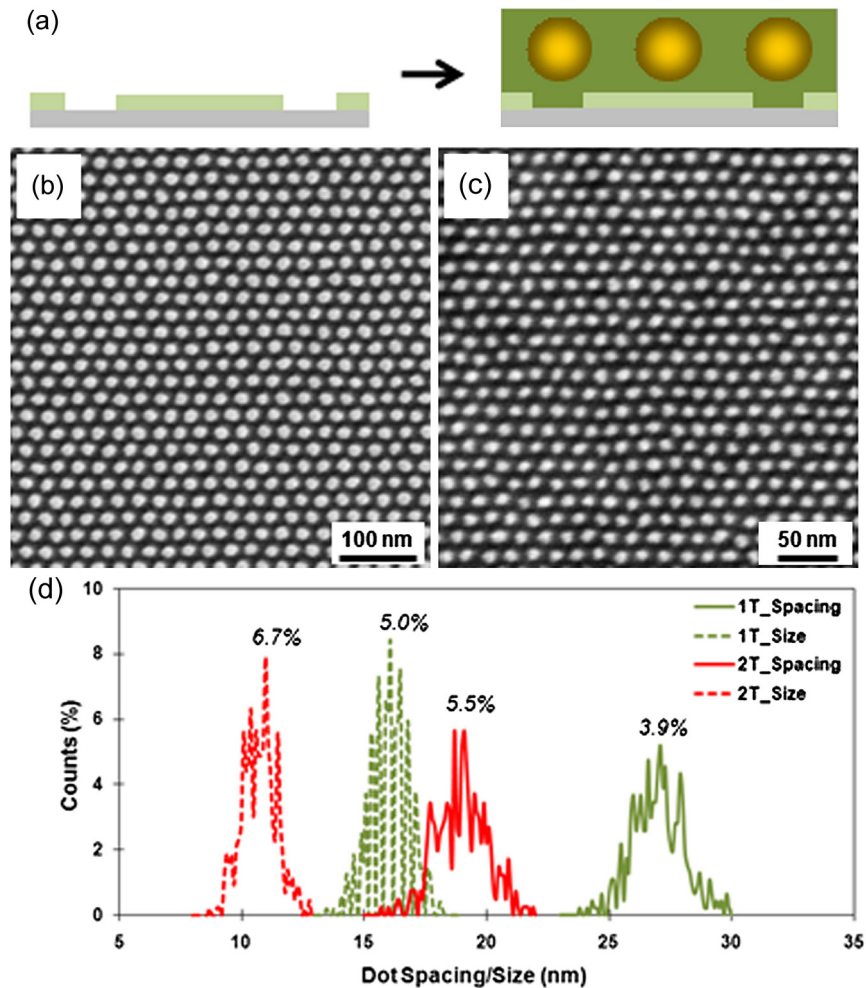 (a)
(b)
(c)
100 nm
50 nm
(d)
10
8
6
4
2
0
Counts (%)
6.7%
5.0%
5.5%
3.9%
1T_Spacing
1T_Size
2T_Spacing
2T_Size
5 10 15 20 25 30 35
Dot Spacing/Size (nm)